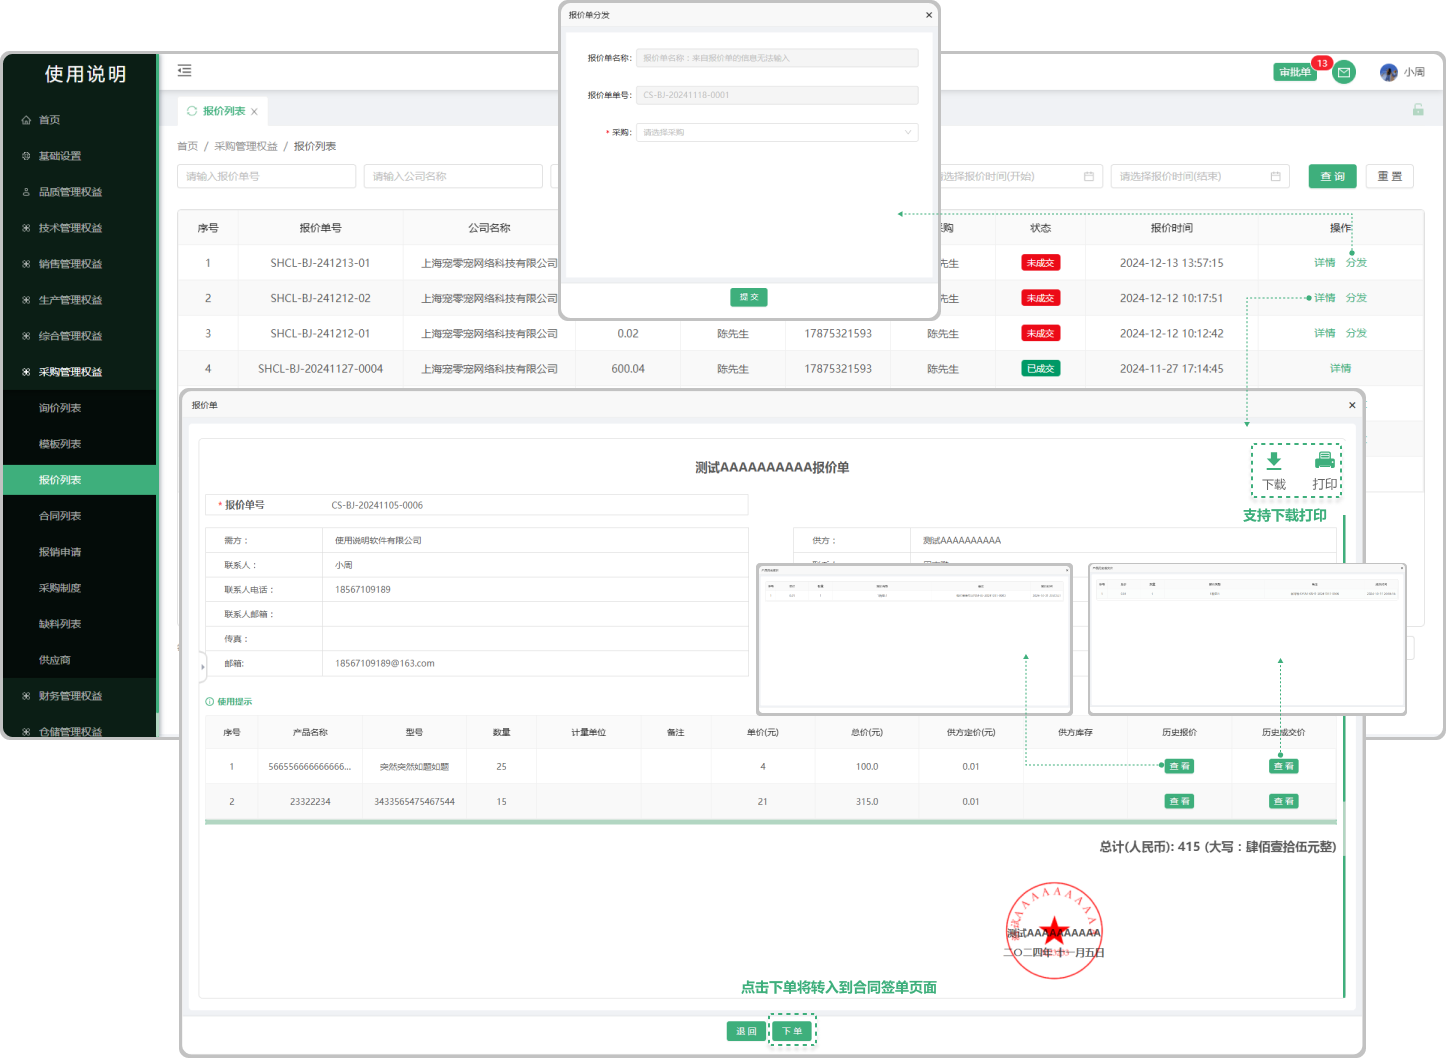 报价单分发
报价单名称:
报价单名称：来自报价单的信息无法输入
报价单单号:
CS-BJ-20241118-0001
* 采购:
请选择采购
提 交
使用说明
首页
基础设置
品质管理权益
技术管理权益
销售管理权益
生产管理权益
综合管理权益
采购管理权益
询价列表
模板列表
报价列表
合同列表
报销申请
采购制度
缺料列表
供应商
财务管理权益
仓储管理权益
审批单
13
小周
报价列表
首页 / 采购管理权益 / 报价列表
请输入报价单号
请输入公司名称
选择报价时间(开始)
请选择报价时间(结束)
查 询
重 置
序号 报价单号 公司名称 购 状态 报价时间 操作
1 SHCL-BJ-241213-01 上海宠零宠网络科技有限公司 先生 未成交 2024-12-13 13:57:15 详情 分发
2 SHCL-BJ-241212-02 上海宠零宠网络科技有限公司 先生 未成交 2024-12-12 10:17:51 详情 分发
3 SHCL-BJ-241212-01 上海宠零宠网络科技有限公司 0.02 陈先生 17875321593 陈先生 未成交 2024-12-12 10:12:42 详情 分发
4 SHCL-BJ-20241127-0004 上海宠零宠网络科技有限公司 600.04 陈先生 17875321593 陈先生 已成交 2024-11-27 17:14:45 详情
报价单
测试AAAAAAAAAA报价单
下载 打印
支持下载打印
* 报价单号 CS-BJ-20241105-0006
需方： 使用说明软件有限公司 供方： 测试AAAAAAAAAA
联系人： 小周
联系人电话： 18567109189
联系人邮箱：
传真：
邮箱: 18567109189@163.com
使用提示
序号 产品名称 型号 数量 计量单位 备注 单价(元) 总价(元) 供方定价(元) 供方库存 历史报价 历史成交价
1 566556666666666... 突然突然如题如题 25 4 100.0 0.01 查 看 查 看
2 23322234 3433565475467544 15 21 315.0 0.01 查 看 查 看
总计(人民币): 415 (大写：肆佰壹拾伍元整)
测试AAAAAAAAAA
测试AAAAAAAAAA
二〇二四年十一月五日
点击下单将转入到合同签单页面
退 回
下 单